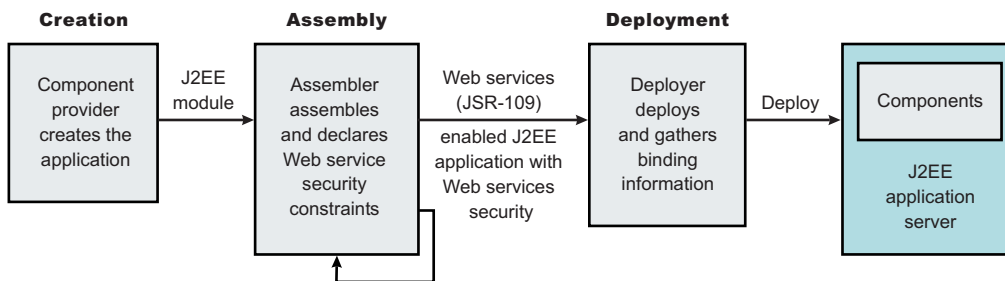 Creation
Component
provider
creates the
application
J2EE
module
Assembly
Assembler
assembles
and declares
Web service
security
constraints
Web services
(JSR-109)
enabled J2EE
application with
Web services
security
Deployment
Deployer
deploys
and gathers
binding
information
Deploy
Components
J2EE
application
server